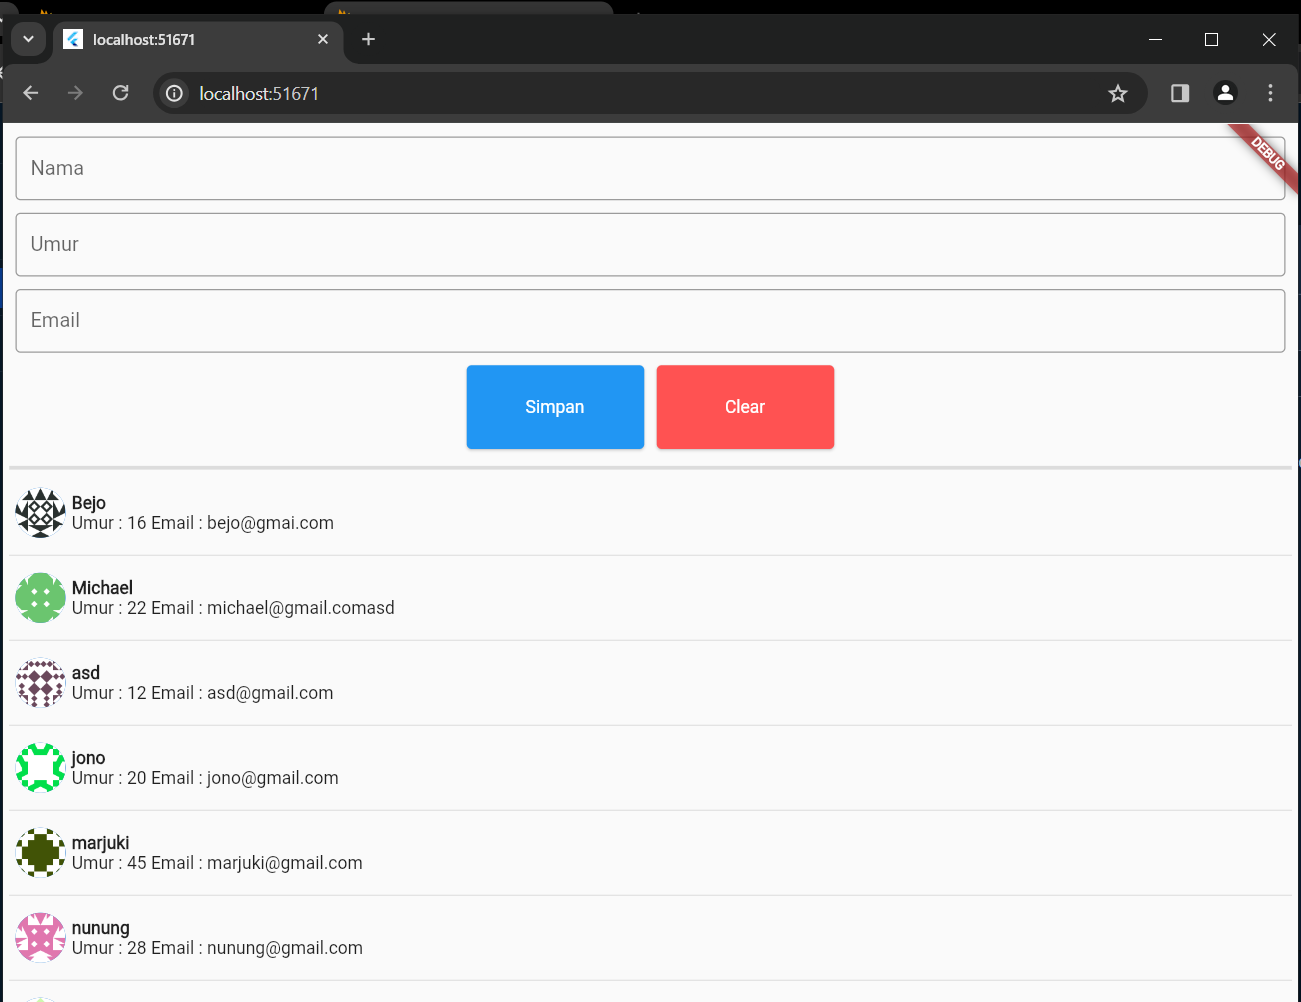 localhost:51671
localhost:51671
DEBUG
Nama
Umur
Email
Simpan
Clear
Bejo
Umur : 16 Email : bejo@gmai.com
Michael
Umur : 22 Email : michael@gmail.comasd
asd
Umur : 12 Email : asd@gmail.com
jono
Umur : 20 Email : jono@gmail.com
marjuki
Umur : 45 Email : marjuki@gmail.com
nunung
Umur : 28 Email : nunung@gmail.com